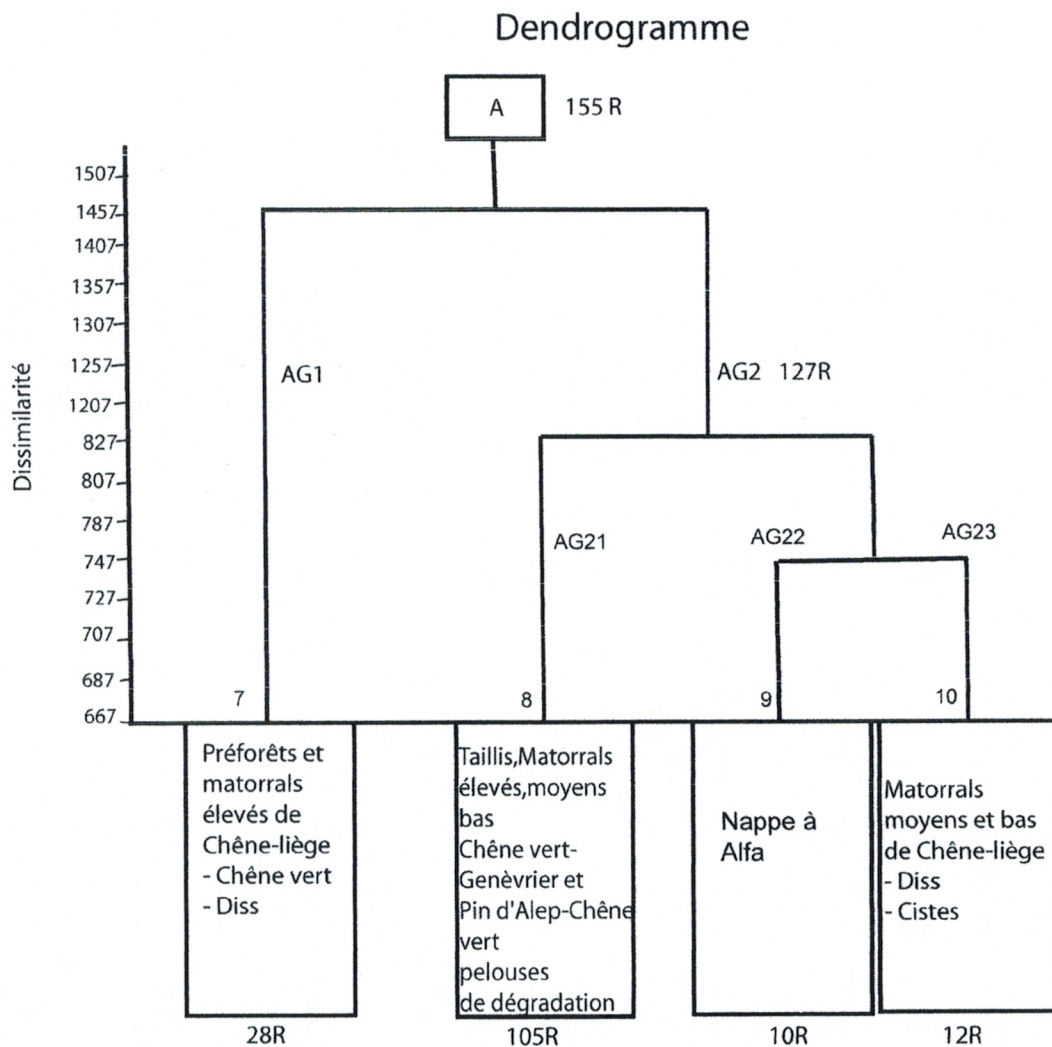 Dendrogramme
A 155 R
1507
1457
1407
1357
1307
1257
1207
827
807
787
747
727
707
687
667
Dissimilarité
AG1
AG2 127R
AG21
AG22
AG23
7
8
9
10
Préforêts et
matorrals
élevés de
Chêne-liège
- Chêne vert
- Diss
28R
Taillis,Matorrals
élevés,moyens
bas
Chêne vert-
Genèvrier et
Pin d'Alep-Chêne
vert
pelouses
de dégradation
105R
Nappe à
Alfa
10R
Matorrals
moyens et bas
de Chêne-liège
- Diss
- Cistes
12R